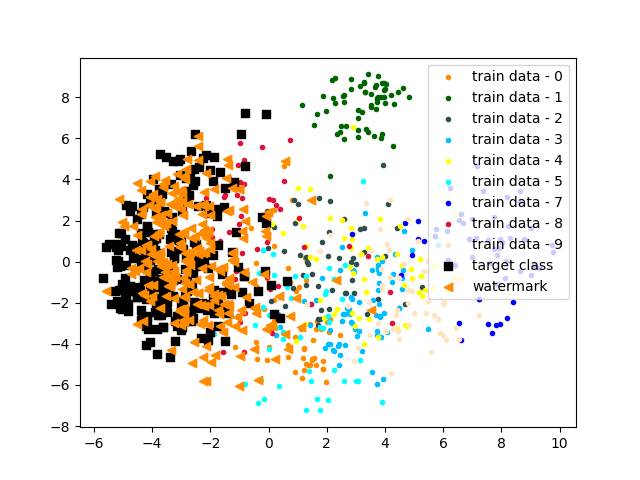 8
6
4
2
0
−2
−4
−6
−8
−6
−4
−2
0
2
4
6
8
10
train data - 0
train data - 1
train data - 2
train data - 3
train data - 4
train data - 5
train data - 7
train data - 8
train data - 9
target class
watermark